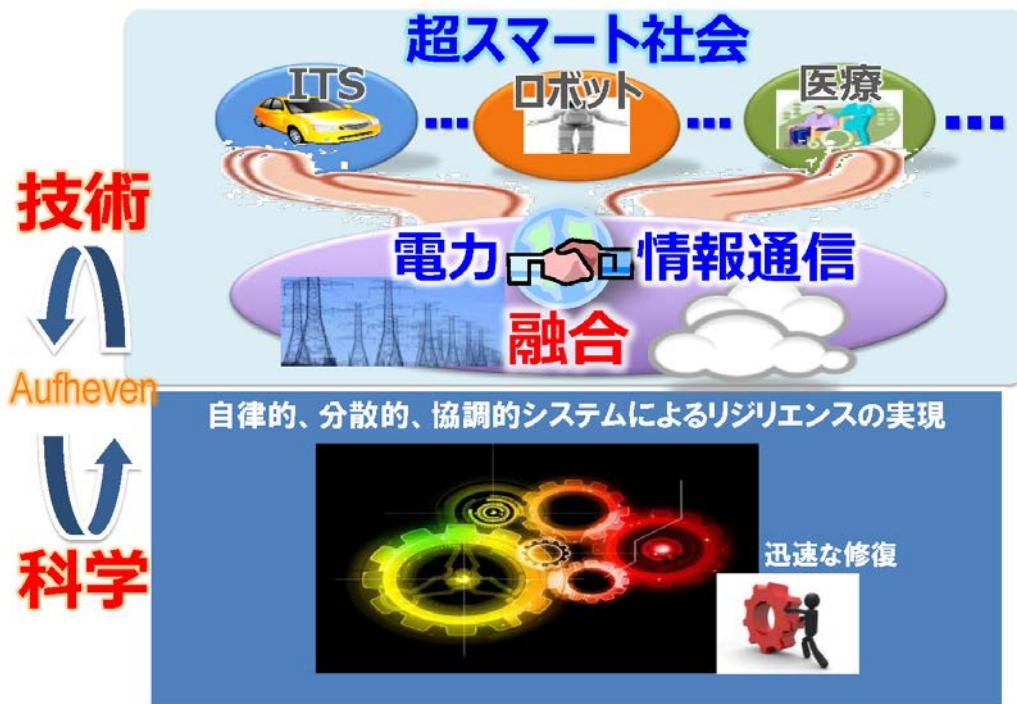 超スマート社会
ITS
ロボット
医療
技術
電力
情報通信
融合
Aufheven
自律的、分散的、協調的システムによるリジリエンスの実現
迅速な修復
科学